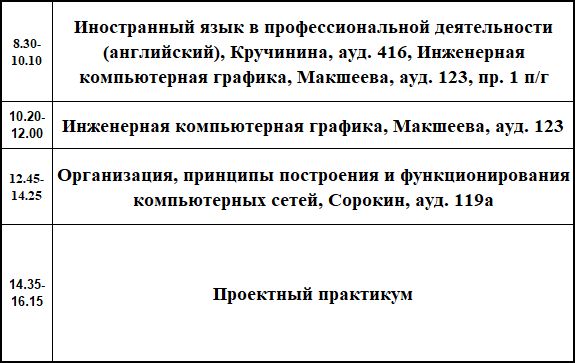 8.30-
10.10
Иностранный язык в профессиональной деятельности
(английский), Кручинина, ауд. 416, Инженерная
компьютерная графика, Макшеева, ауд. 123, пр. 1 п/г
10.20-
12.00
Инженерная компьютерная графика, Макшеева, ауд. 123
12.45-
14.25
Организация, принципы построения и функционирования
компьютерных сетей, Сорокин, ауд. 119а
14.35-
16.15
Проектный практикум